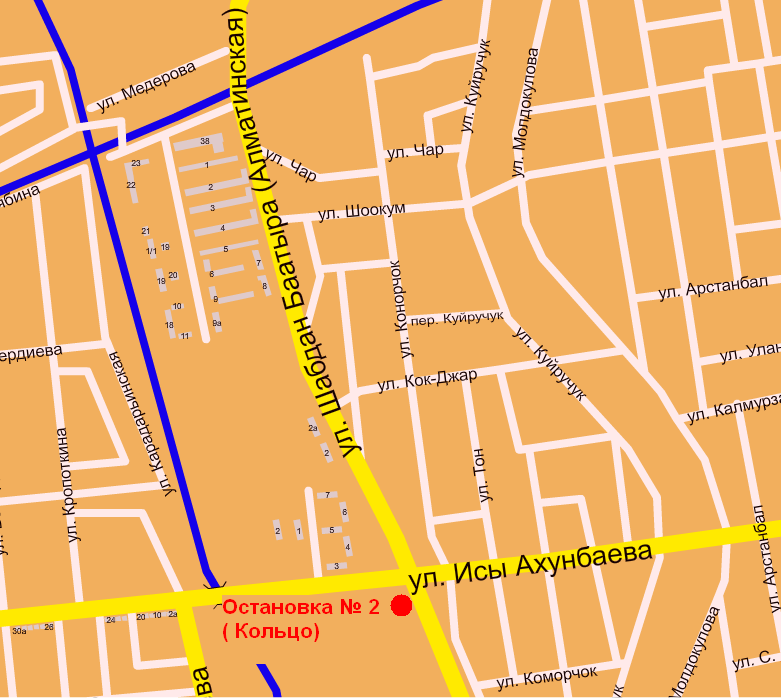 ул. Медерова
ул. Шабдан Баатыра (Алматинская)
ул. Куйручук
ул. Молдокулова
ул. Чар
ул. Чар
ул. Шоокум
ул. Конорчок
пер. Куйручук
ул. Куйручук
ул. Арстанбал
ул. Улан
ул. Калмурза
ул. Кок-Джар
ябина
ердиева
ул. Карадарьинская
ул. Кропоткина
ул. Тон
ул. Исы Ахунбаева
ул. Арстанбал
Остановка № 2
( Кольцо)
ул. Коморчок
Молдокулова
ул. С.
ва
ук
38
1
2
3
4
5
6
7
8
9
9а
23
22
21
1/1
19
19
20
10
18
11
2а
2
7
8
5
4
3
2
1
30а
26
24
20
10
2а